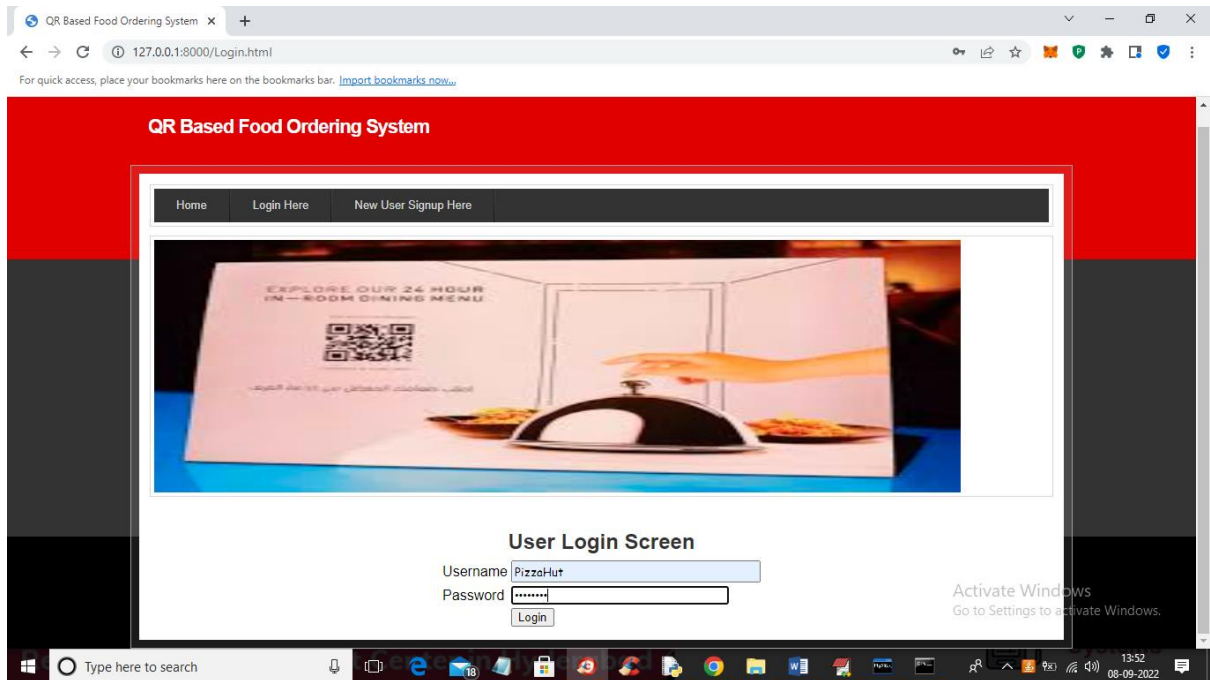 QR Based Food Ordering System
127.0.0.1:8000/Login.html
For quick access, place your bookmarks here on the bookmarks bar. Import bookmarks now...
QR Based Food Ordering System
Home Login Here New User Signup Here
EXPLORE OUR 24 HOUR
IN-ROOM DINING MENU
User Login Screen
Username PizzaHut
Password ••••••••
Login
Activate Windows
Go to Settings to activate Windows.
Type here to search
18
13:52
08-09-2022